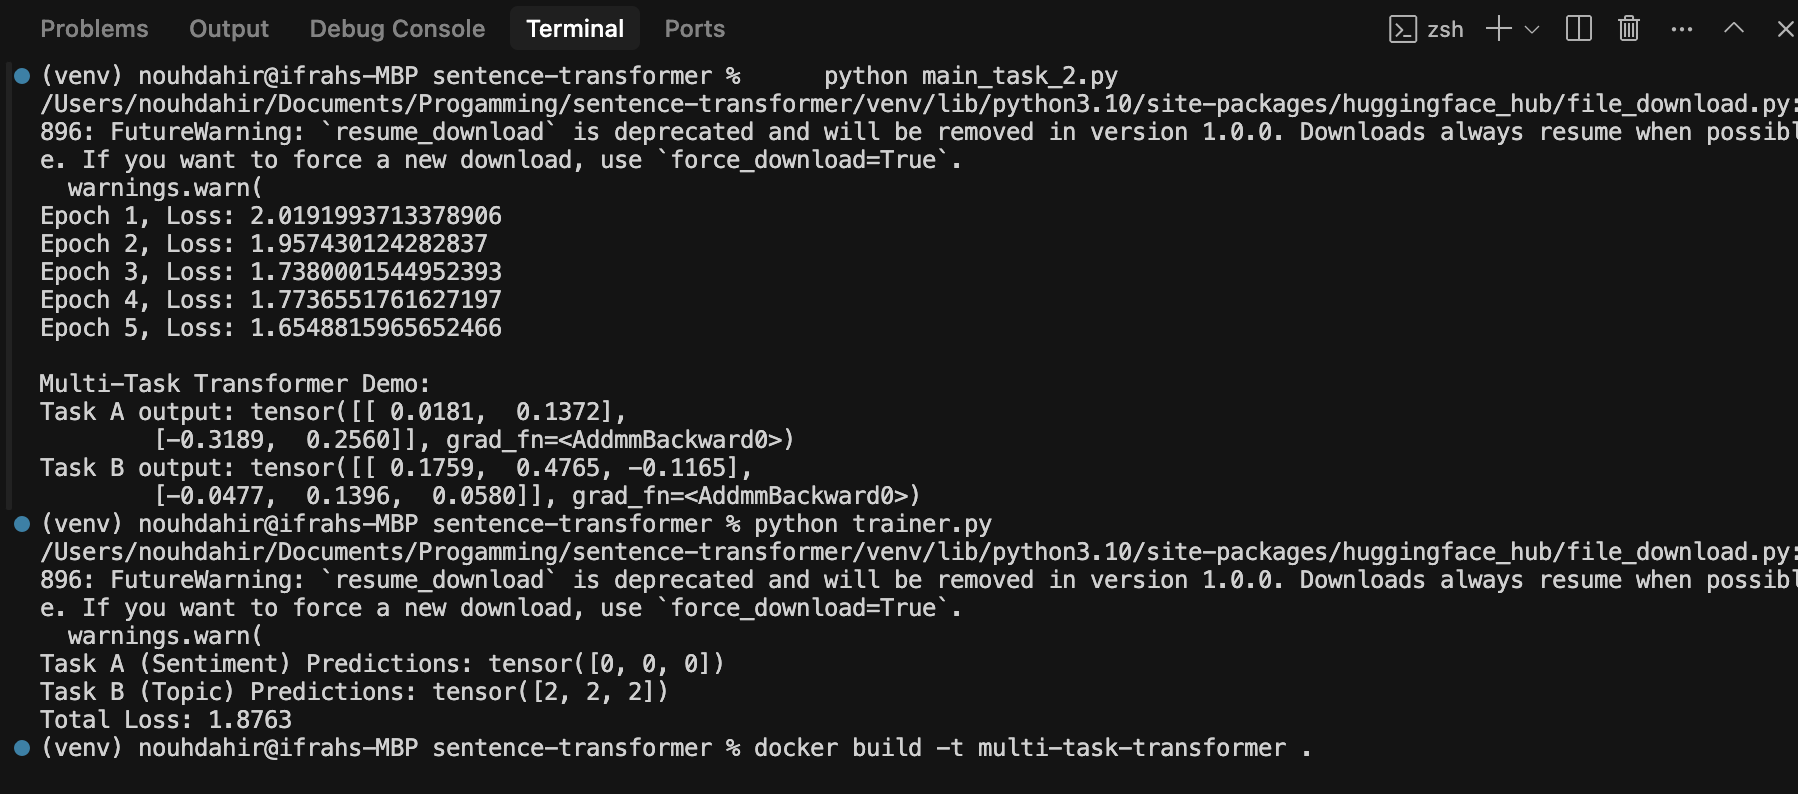 Problems Output Debug Console Terminal Ports zsh
(venv) nouhdahir@ifrahs-MBP sentence-transformer %      python main_task_2.py
/Users/nouhdahir/Documents/Progamming/sentence-transformer/venv/lib/python3.10/site-packages/huggingface_hub/file_download.py:
896: FutureWarning: `resume_download` is deprecated and will be removed in version 1.0.0. Downloads always resume when possibl
e. If you want to force a new download, use `force_download=True`.
  warnings.warn(
Epoch 1, Loss: 2.0191993713378906
Epoch 2, Loss: 1.957430124282837
Epoch 3, Loss: 1.7380001544952393
Epoch 4, Loss: 1.7736551761627197
Epoch 5, Loss: 1.6548815965652466
Multi-Task Transformer Demo:
Task A output: tensor([[ 0.0181,  0.1372],
        [-0.3189,  0.2560]], grad_fn=<AddmmBackward0>)
Task B output: tensor([[ 0.1759,  0.4765, -0.1165],
        [-0.0477,  0.1396,  0.0580]], grad_fn=<AddmmBackward0>)
(venv) nouhdahir@ifrahs-MBP sentence-transformer % python trainer.py
/Users/nouhdahir/Documents/Progamming/sentence-transformer/venv/lib/python3.10/site-packages/huggingface_hub/file_download.py:
896: FutureWarning: `resume_download` is deprecated and will be removed in version 1.0.0. Downloads always resume when possibl
e. If you want to force a new download, use `force_download=True`.
  warnings.warn(
Task A (Sentiment) Predictions: tensor([0, 0, 0])
Task B (Topic) Predictions: tensor([2, 2, 2])
Total Loss: 1.8763
(venv) nouhdahir@ifrahs-MBP sentence-transformer % docker build -t multi-task-transformer .